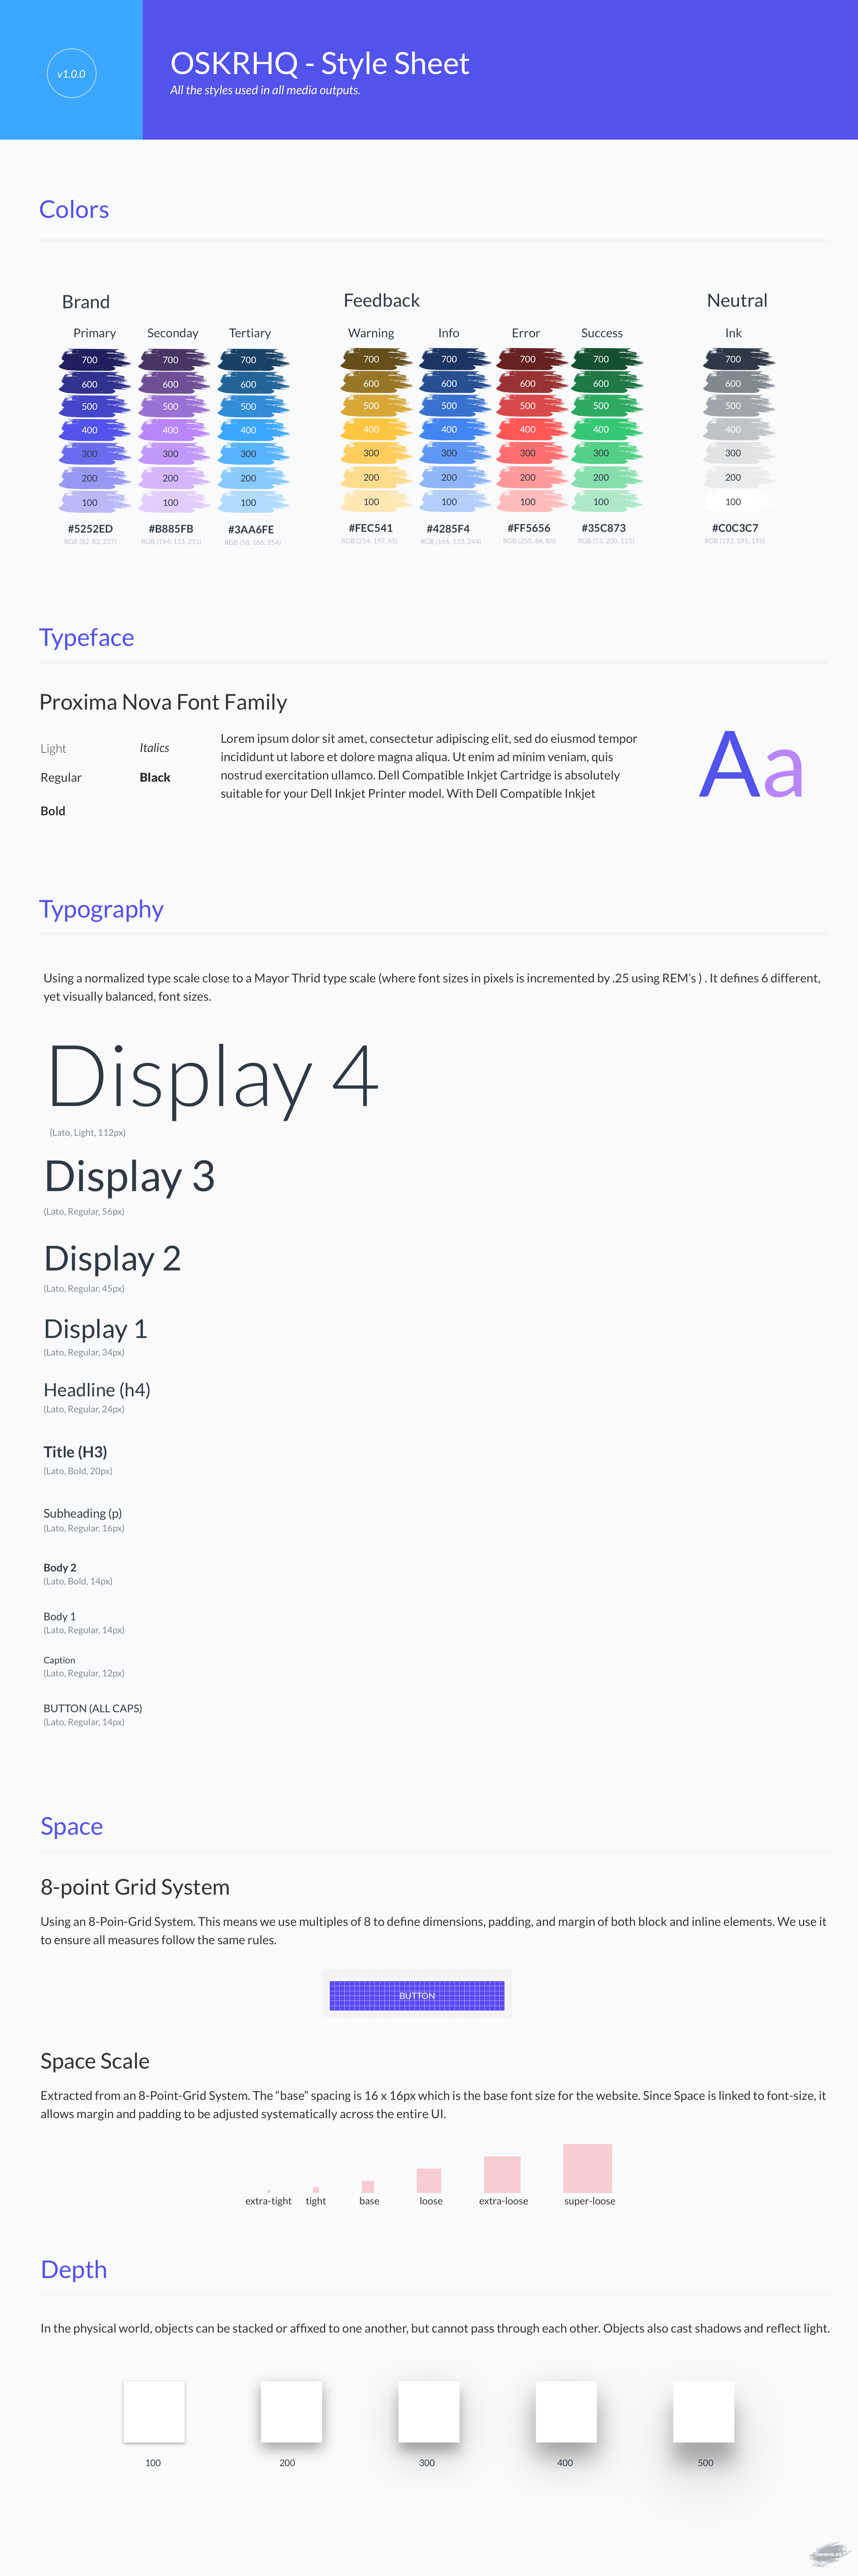 v1.0.0
OSKRHQ - Style Sheet
All the styles used in all media outputs.
Colors
Brand
Feedback
Neutral
Primary Seconday Tertiary Warning Info Error Success Ink
700 700 700 700 700 700 700 700
600 600 600 600 600 600 600 600
500 500 500 500 500 500 500 500
400 400 400 400 400 400 400 400
300 300 300 300 300 300 300 300
200 200 200 200 200 200 200 200
100 100 100 100 100 100 100 100
#5252ED #B885FB #3AA6FE #FEC541 #4285F4 #FF5656 #35C873 #C0C3C7
RGB (82, 82, 237) RGB (184, 133, 251) RGB (58, 166, 254) RGB (254, 197, 65) RGB (166, 133, 244) RGB (255, 86, 86) RGB (53, 200, 115) RGB (192, 195, 199)
Typeface
Proxima Nova Font Family
Light Italics
Regular Black
Bold
Lorem ipsum dolor sit amet, consectetur adipiscing elit, sed do eiusmod tempor
incididunt ut labore et dolore magna aliqua. Ut enim ad minim veniam, quis
nostrud exercitation ullamco. Dell Compatible Inkjet Cartridge is absolutely
suitable for your Dell Inkjet Printer model. With Dell Compatible Inkjet
Aa
Typography
Using a normalized type scale close to a Mayor Thrid type scale (where font sizes in pixels is incremented by .25 using REM's ) . It defines 6 different,
yet visually balanced, font sizes.
Display 4
(Lato, Light, 112px)
Display 3
(Lato, Regular, 56px)
Display 2
(Lato, Regular, 45px)
Display 1
(Lato, Regular, 34px)
Headline (h4)
(Lato, Regular, 24px)
Title (H3)
(Lato, Bold, 20px)
Subheading (p)
(Lato, Regular, 16px)
Body 2
(Lato, Bold, 14px)
Body 1
(Lato, Regular, 14px)
Caption
(Lato, Regular, 12px)
BUTTON (ALL CAPS)
(Lato, Regular, 14px)
Space
8-point Grid System
Using an 8-Poin-Grid System. This means we use multiples of 8 to define dimensions, padding, and margin of both block and inline elements. We use it
to ensure all measures follow the same rules.
BUTTON
Space Scale
Extracted from an 8-Point-Grid System. The “base” spacing is 16 x 16px which is the base font size for the website. Since Space is linked to font-size, it
allows margin and padding to be adjusted systematically across the entire UI.
extra-tight tight base loose extra-loose super-loose
Depth
In the physical world, objects can be stacked or affixed to one another, but cannot pass through each other. Objects also cast shadows and reflect light.
100 200 300 400 500